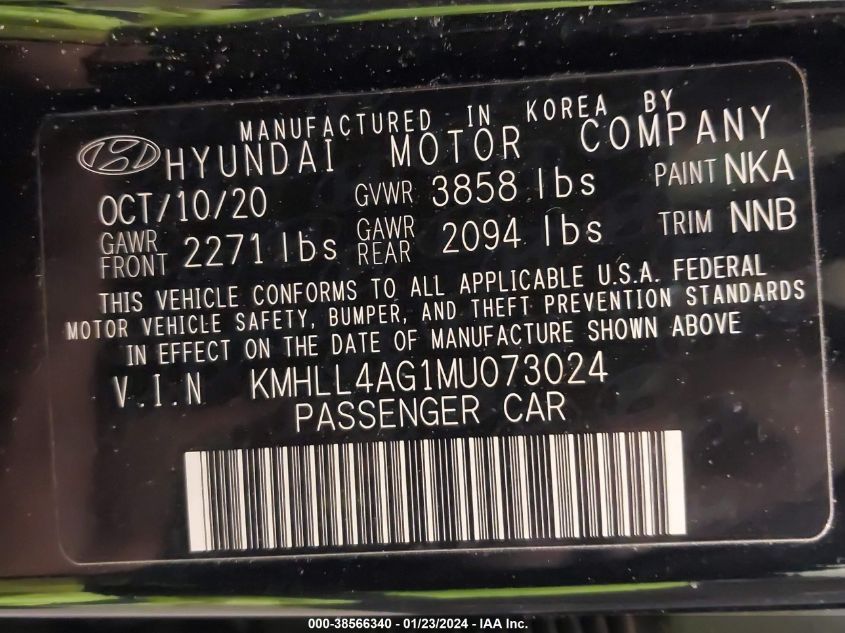 MANUFACTURED IN KOREA BY
HYUNDAI MOTOR COMPANY
OCT/10/20 GVWR 3858 lbs PAINT NKA
GAWR FRONT 2271 lbs GAWR REAR 2094 lbs TRIM NNB
THIS VEHICLE CONFORMS TO ALL APPLICABLE U.S.A. FEDERAL
MOTOR VEHICLE SAFETY, BUMPER, AND THEFT PREVENTION STANDARDS
IN EFFECT ON THE DATE OF MANUFACTURE SHOWN ABOVE
V.I.N KMHLL4AG1MU073024
PASSENGER CAR
000-38566340 - 01/23/2024 - IAA Inc.